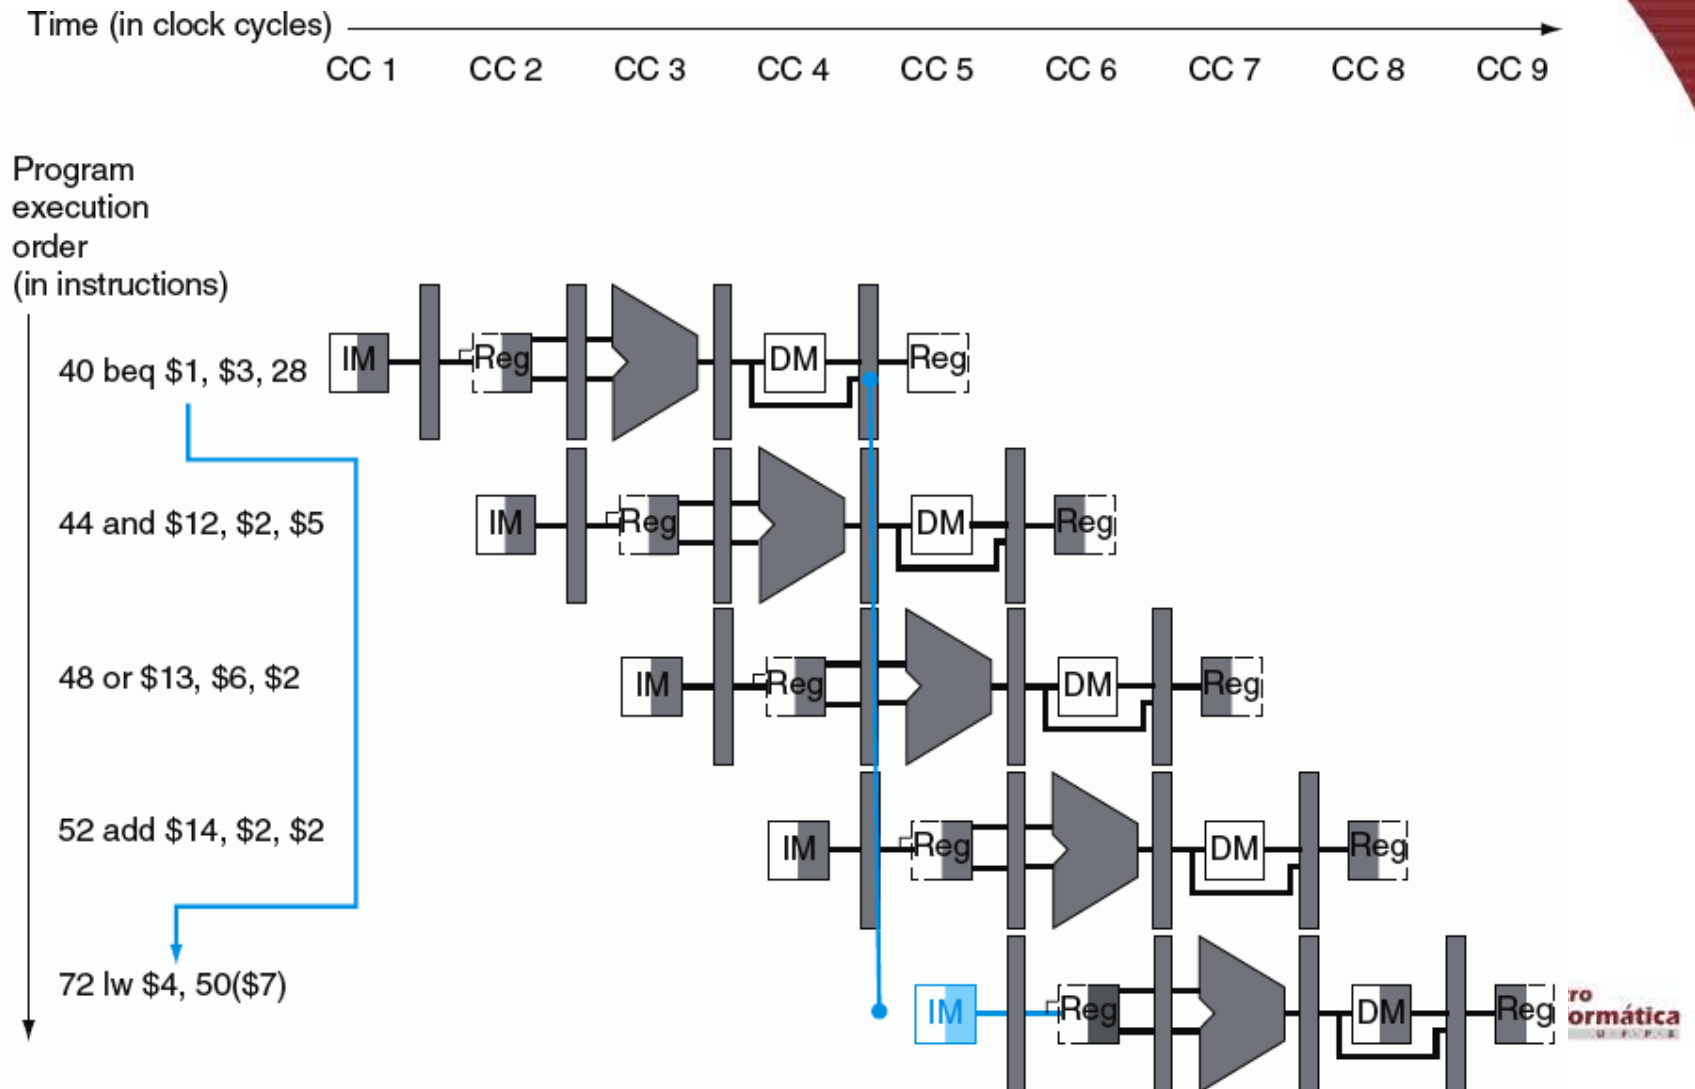 Time (in clock cycles)
CC 1 CC 2 CC 3 CC 4 CC 5 CC 6 CC 7 CC 8 CC 9
Program
execution
order
(in instructions)
40 beq $1, $3, 28
IM Reg DM Reg
44 and $12, $2, $5
IM Reg DM Reg
48 or $13, $6, $2
IM Reg DM Reg
52 add $14, $2, $2
IM Reg DM Reg
72 lw $4, 50($7)
IM Reg DM Reg
ro
ormática